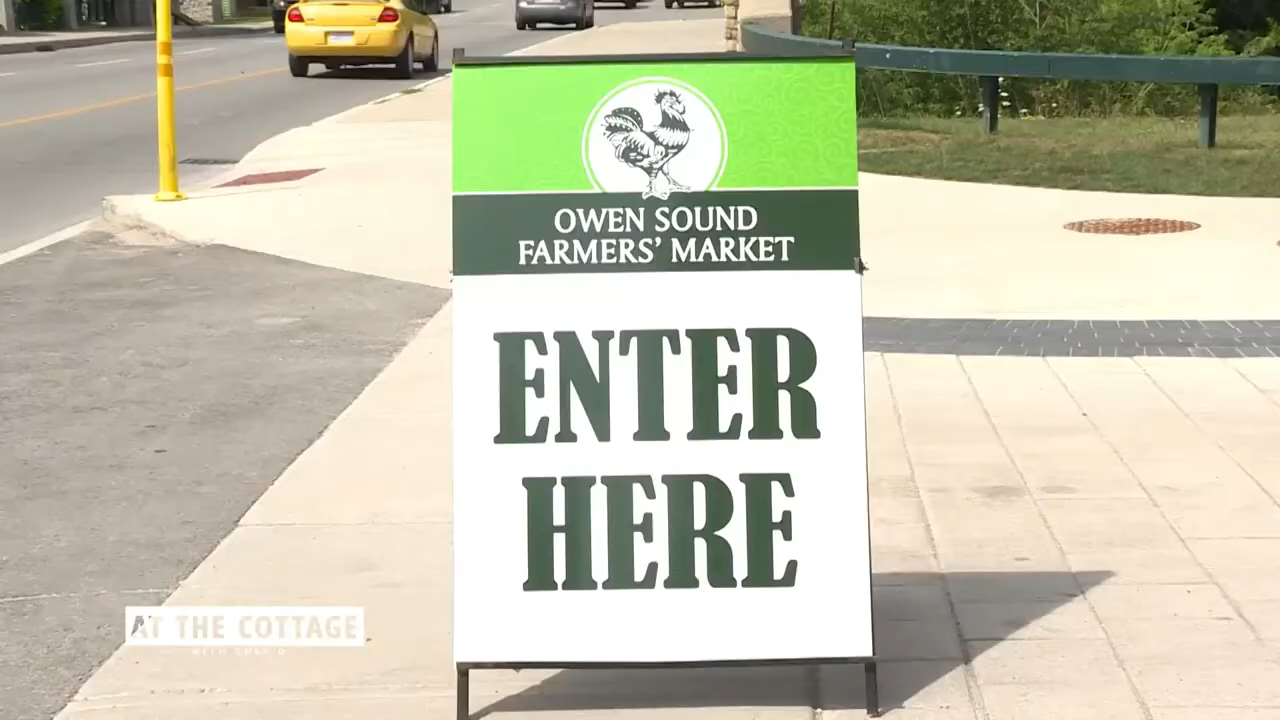 OWEN SOUND
FARMERS' MARKET
ENTER
HERE
AT THE COTTAGE